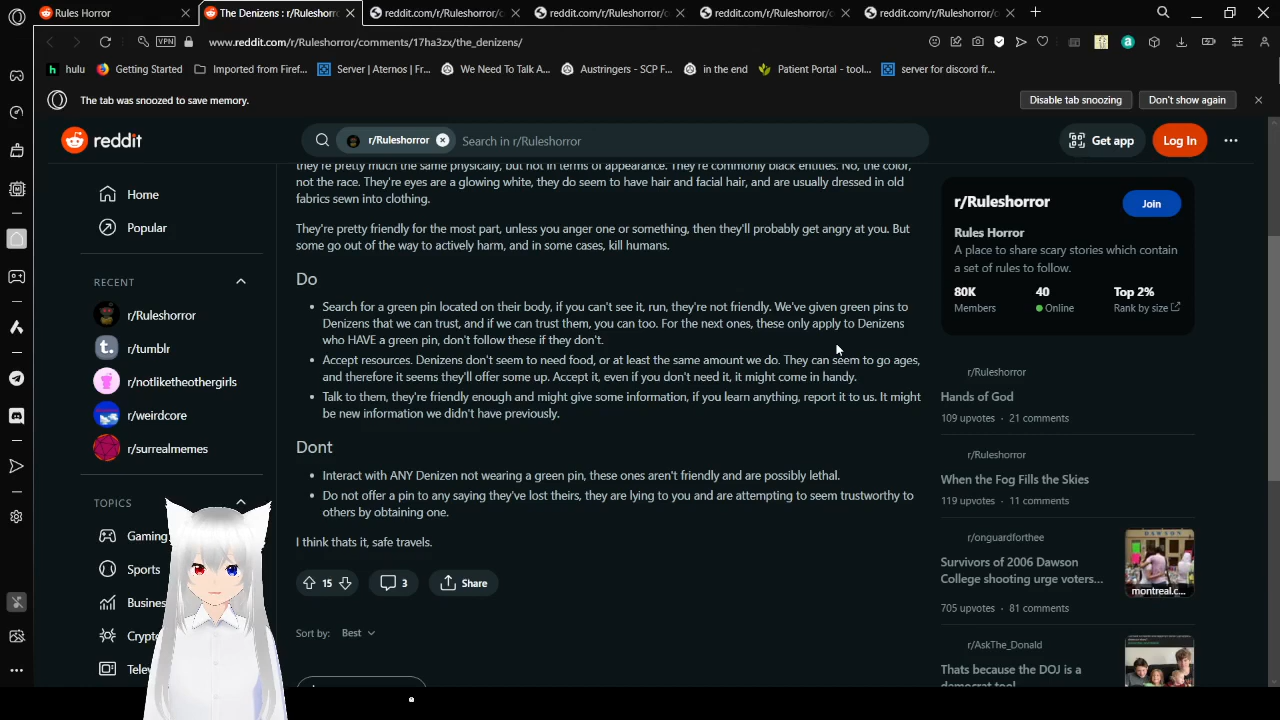 Rules Horror
The Denizens : r/Ruleshorror
reddit.com/r/Ruleshorror/c
reddit.com/r/Ruleshorror/c
reddit.com/r/Ruleshorror/c
reddit.com/r/Ruleshorror/c
VPN
www.reddit.com/r/Ruleshorror/comments/17ha3zx/the_denizens/
hulu
Getting Started
Imported from Firef...
Server | Aternos | Fr...
We Need To Talk A...
Austringers - SCP F...
in the end
Patient Portal - tool...
server for discord fr...
The tab was snoozed to save memory.
Disable tab snoozing
Don't show again
reddit
r/Ruleshorror
Search in r/Ruleshorror
Get app
Log In
Home
Popular
RECENT
r/Ruleshorror
r/tumblr
r/notliketheothergirls
r/weirdcore
r/surrealmemes
TOPICS
Gaming
Sports
Busines
Crypto
Telev
they're pretty much the same physically, but not in terms of appearance. They're commonly black entities. No, the color,
not the race. They're eyes are a glowing white, they do seem to have hair and facial hair, and are usually dressed in old
fabrics sewn into clothing.
They're pretty friendly for the most part, unless you anger one or something, then they'll probably get angry at you. But
some go out of the way to actively harm, and in some cases, kill humans.
Do
• Search for a green pin located on their body, if you can't see it, run, they're not friendly. We've given green pins to
Denizens that we can trust, and if we can trust them, you can too. For the next ones, these only apply to Denizens
who HAVE a green pin, don't follow these if they don't.
• Accept resources. Denizens don't seem to need food, or at least the same amount we do. They can seem to go ages,
and therefore it seems they'll offer some up. Accept it, even if you don't need it, it might come in handy.
• Talk to them, they're friendly enough and might give some information, if you learn anything, report it to us. It might
be new information we didn't have previously.
Dont
• Interact with ANY Denizen not wearing a green pin, these ones aren't friendly and are possibly lethal.
• Do not offer a pin to any saying they've lost theirs, they are lying to you and are attempting to seem trustworthy to
others by obtaining one.
I think thats it, safe travels.
15
3
Share
Sort by:
Best
r/Ruleshorror
Join
Rules Horror
A place to share scary stories which contain
a set of rules to follow.
80K
40
Top 2%
Members
Online
Rank by size
r/Ruleshorror
Hands of God
109 upvotes · 21 comments
r/Ruleshorror
When the Fog Fills the Skies
119 upvotes · 11 comments
r/onguardforthee
Survivors of 2006 Dawson
College shooting urge voters...
montreal.c...
705 upvotes · 81 comments
r/AskThe_Donald
Thats because the DOJ is a
democrat tool